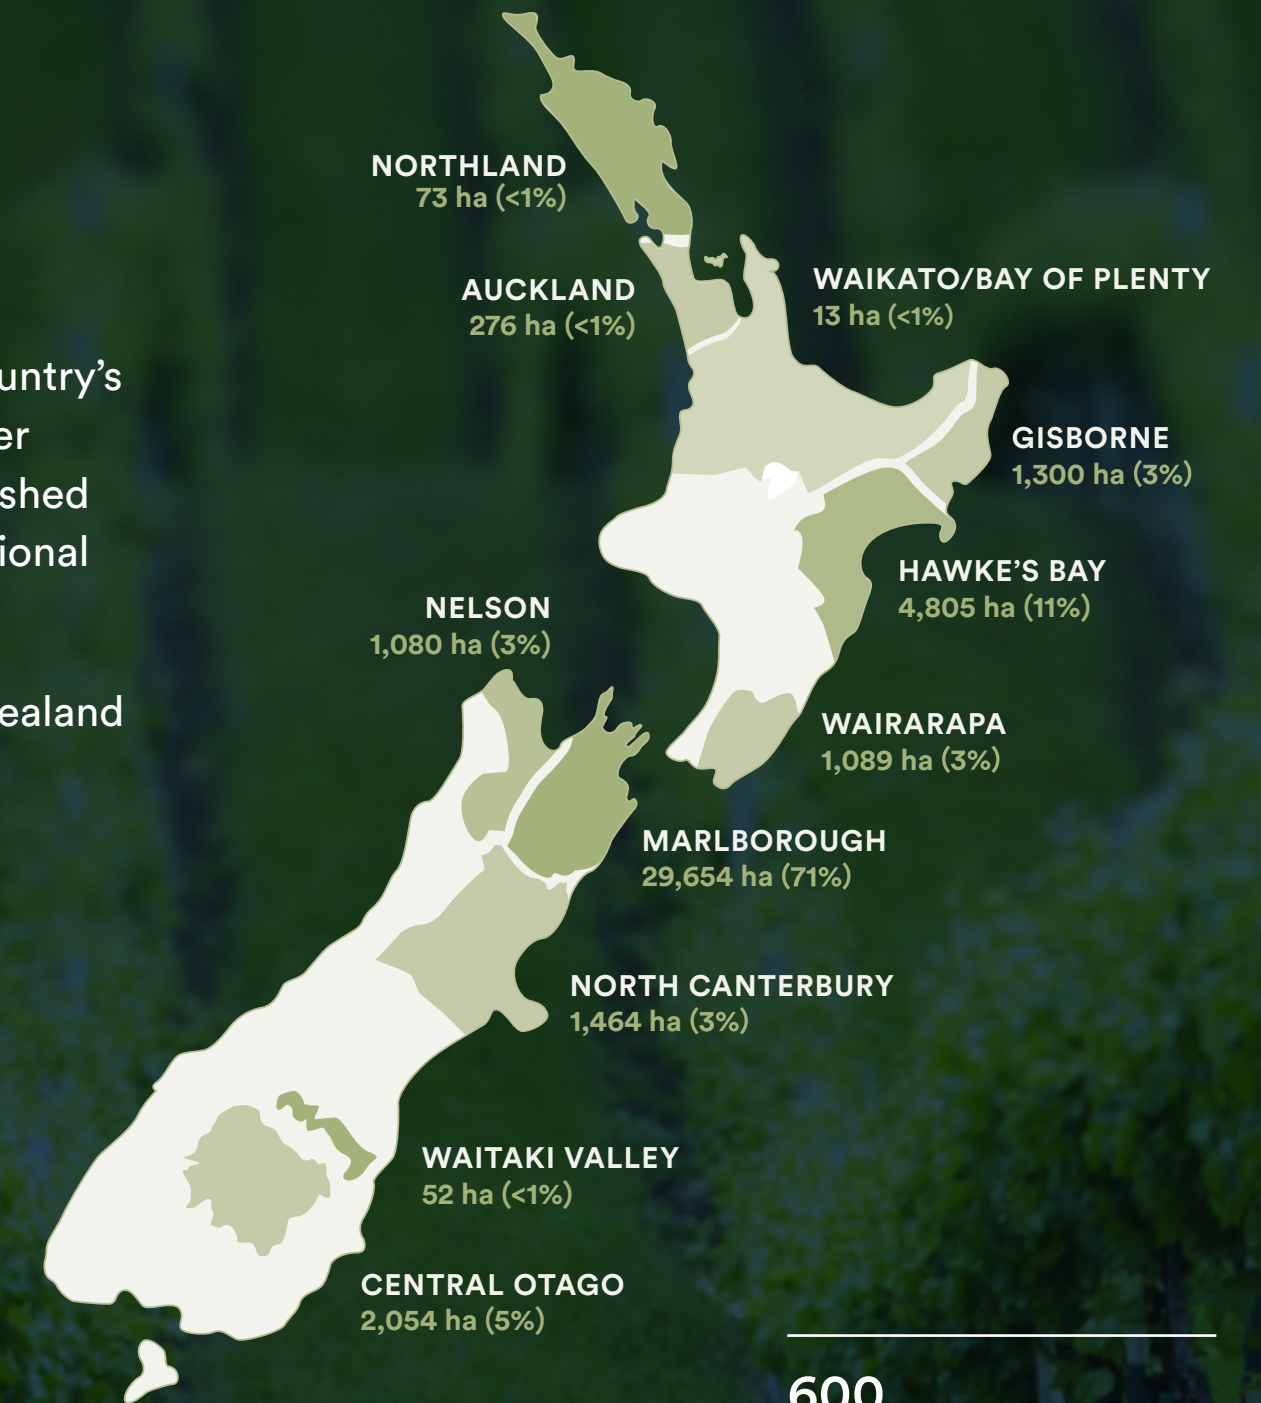 NORTHLAND
73 ha (<1%)
AUCKLAND
276 ha (<1%)
WAIKATO/BAY OF PLENTY
13 ha (<1%)
untry’s
er
shed
ional
GISBORNE
1,300 ha (3%)
HAWKE’S BAY
4,805 ha (11%)
NELSON
1,080 ha (3%)
ealand
WAIRARAPA
1,089 ha (3%)
MARLBOROUGH
29,654 ha (71%)
NORTH CANTERBURY
1,464 ha (3%)
WAITAKI VALLEY
52 ha (<1%)
CENTRAL OTAGO
2,054 ha (5%)
600